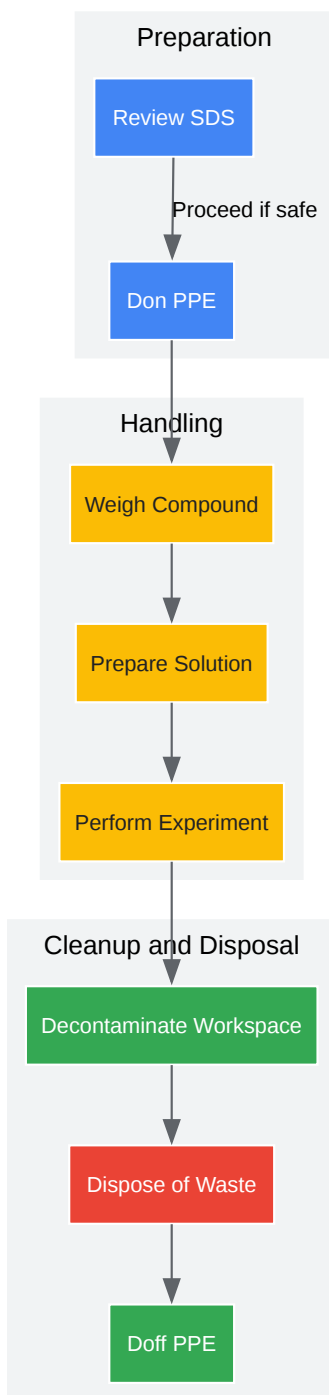 Preparation
Review SDS
Proceed if safe
Don PPE
Handling
Weigh Compound
Prepare Solution
Perform Experiment
Cleanup and Disposal
Decontaminate Workspace
Dispose of Waste
Doff PPE